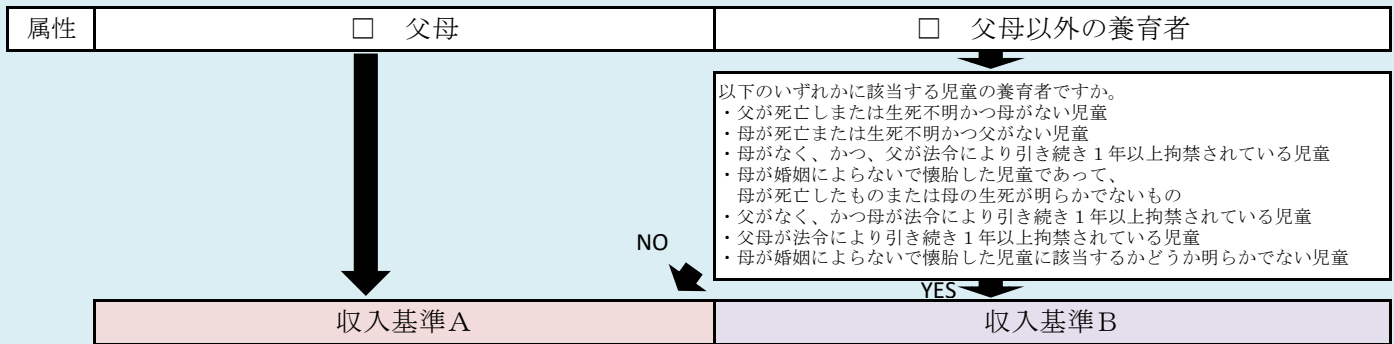 属性
□ 父母
□ 父母以外の養育者
以下のいずれかに該当する児童の養育者ですか。
・父が死亡しまたは生死不明かつ母がない児童
・母が死亡または生死不明かつ父がない児童
・母がなく、かつ、父が法令により引き続き１年以上拘禁されている児童
・母が婚姻によらないで懐胎した児童であって、
母が死亡したものまたは母の生死が明らかでないもの
・父がなく、かつ母が法令により引き続き１年以上拘禁されている児童
・父母が法令により引き続き１年以上拘禁されている児童
・母が婚姻によらないで懐胎した児童に該当するかどうか明らかでない児童
NO
YES
収入基準Ａ
収入基準Ｂ